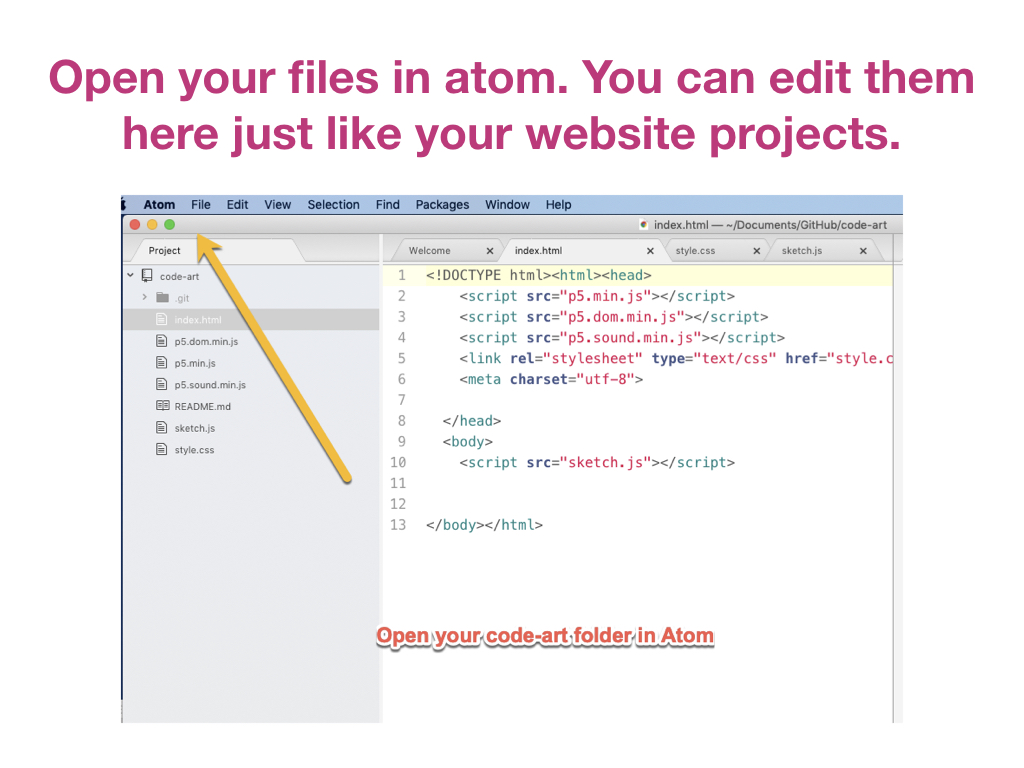 Open your files in atom. You can edit them
here just like your website projects.
Atom File Edit View Selection Find Packages Window Help
index.html — ~/Documents/GitHub/code-art
Project
Welcome index.html style.css sketch.js
code-art
.git
index.html
p5.dom.min.js
p5.min.js
p5.sound.min.js
README.md
sketch.js
style.css
1 <!DOCTYPE html><html><head>
2 <script src="p5.min.js"></script>
3 <script src="p5.dom.min.js"></script>
4 <script src="p5.sound.min.js"></script>
5 <link rel="stylesheet" type="text/css" href="style.c
6 <meta charset="utf-8">
7
8 </head>
9 <body>
10 <script src="sketch.js"></script>
11
12
13 </body></html>
Open your code-art folder in Atom